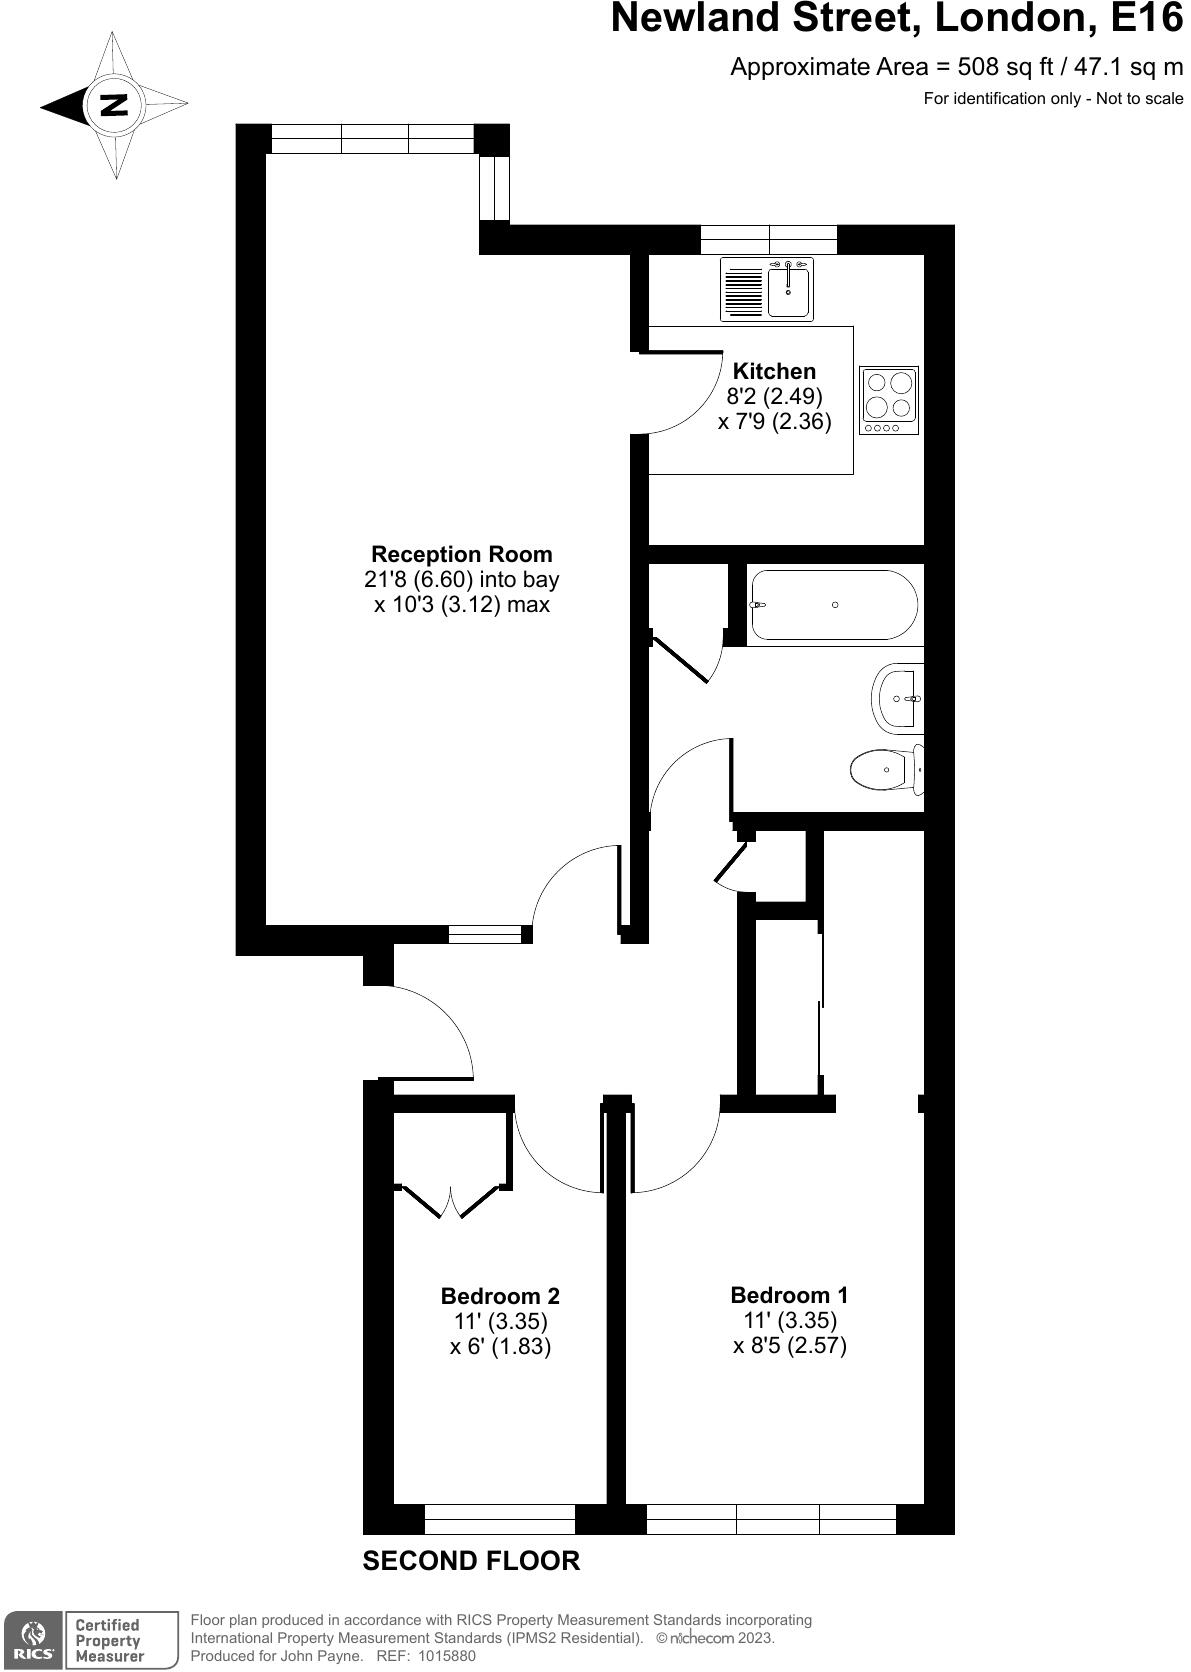 Newland Street, London, E16
Approximate Area = 508 sq ft / 47.1 sq m
For identification only - Not to scale
N
Kitchen
8'2 (2.49)
x 7'9 (2.36)
Reception Room
21'8 (6.60) into bay
x 10'3 (3.12) max
Bedroom 2
11' (3.35)
x 6' (1.83)
Bedroom 1
11' (3.35)
x 8'5 (2.57)
SECOND FLOOR
RICS
Certified
Property
Measurer
Floor plan produced in accordance with RICS Property Measurement Standards incorporating
International Property Measurement Standards (IPMS2 Residential). © nichecom 2023.
Produced for John Payne. REF: 1015880